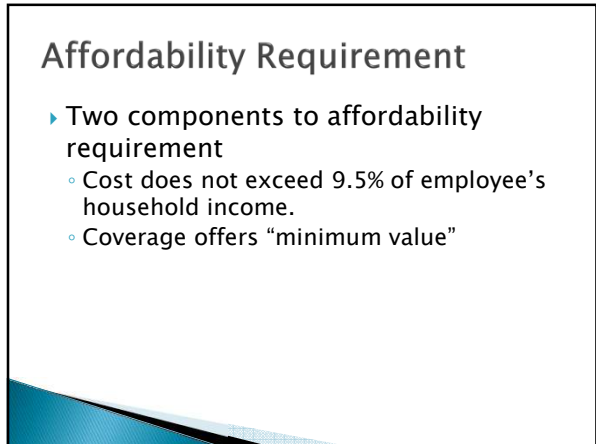 Affordability Requirement
Two components to affordability
requirement
Cost does not exceed 9.5% of employee’s
household income.
Coverage offers “minimum value”